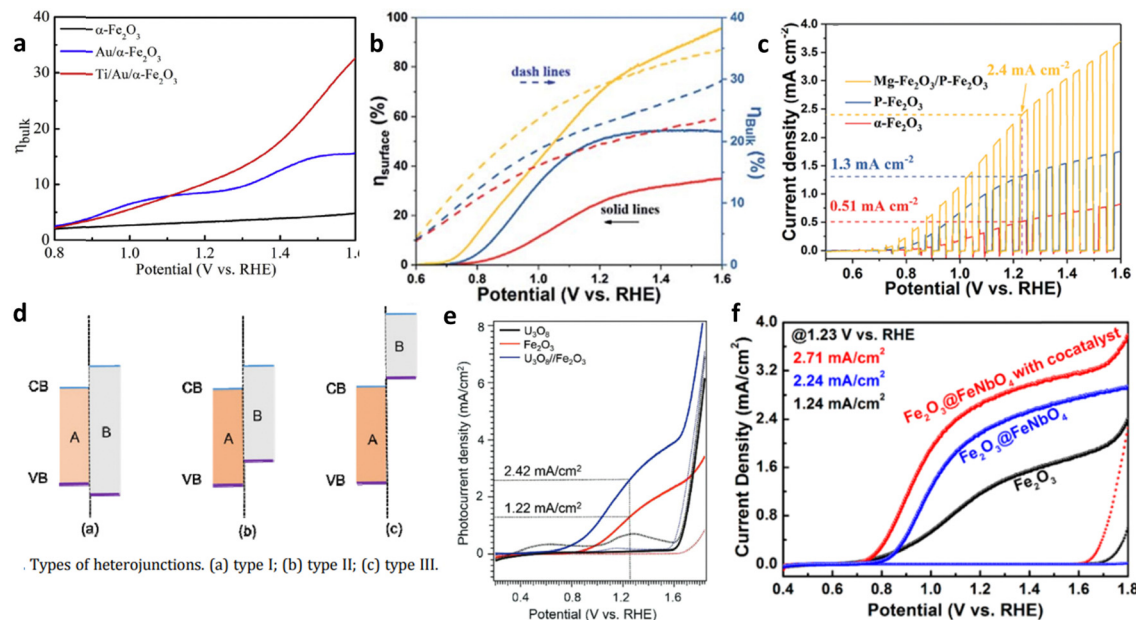 a
α-Fe₂O₃
Au/α-Fe₂O₃
Ti/Au/α-Fe₂O₃
η_bulk
40
30
20
10
0
0.8 1.0 1.2 1.4 1.6
Potential (V vs. RHE)
b
dash lines
solid lines
η_surface (%)
100
80
60
40
20
0
η_Bulk (%)
40
30
20
10
0
0.6 0.8 1.0 1.2 1.4 1.6
Potential (V vs. RHE)
c
2.4 mA cm⁻²
Mg-Fe₂O₃/P-Fe₂O₃
P-Fe₂O₃
α-Fe₂O₃
1.3 mA cm⁻²
0.51 mA cm⁻²
Current density (mA cm⁻²)
4.0
3.5
3.0
2.5
2.0
1.5
1.0
0.5
0.0
0.6 0.8 1.0 1.2 1.4 1.6
Potential (V vs. RHE)
d
CB
A
B
VB
(a)
CB
A
B
VB
(b)
B
CB
A
VB
(c)
. Types of heterojunctions. (a) type I; (b) type II; (c) type III.
e
U₃O₈
Fe₂O₃
U₃O₈//Fe₂O₃
2.42 mA/cm²
1.22 mA/cm²
Photocurrent density (mA/cm²)
8
6
4
2
0
0.4 0.8 1.2 1.6
Potential (V vs. RHE)
f
@1.23 V vs. RHE
2.71 mA/cm²
2.24 mA/cm²
1.24 mA/cm²
Fe₂O₃@FeNbO₄ with cocatalyst
Fe₂O₃@FeNbO₄
Fe₂O₃
Current Density (mA/cm²)
4.0
3.2
2.4
1.6
0.8
0.0
0.4 0.6 0.8 1.0 1.2 1.4 1.6 1.8
Potential (V vs. RHE)